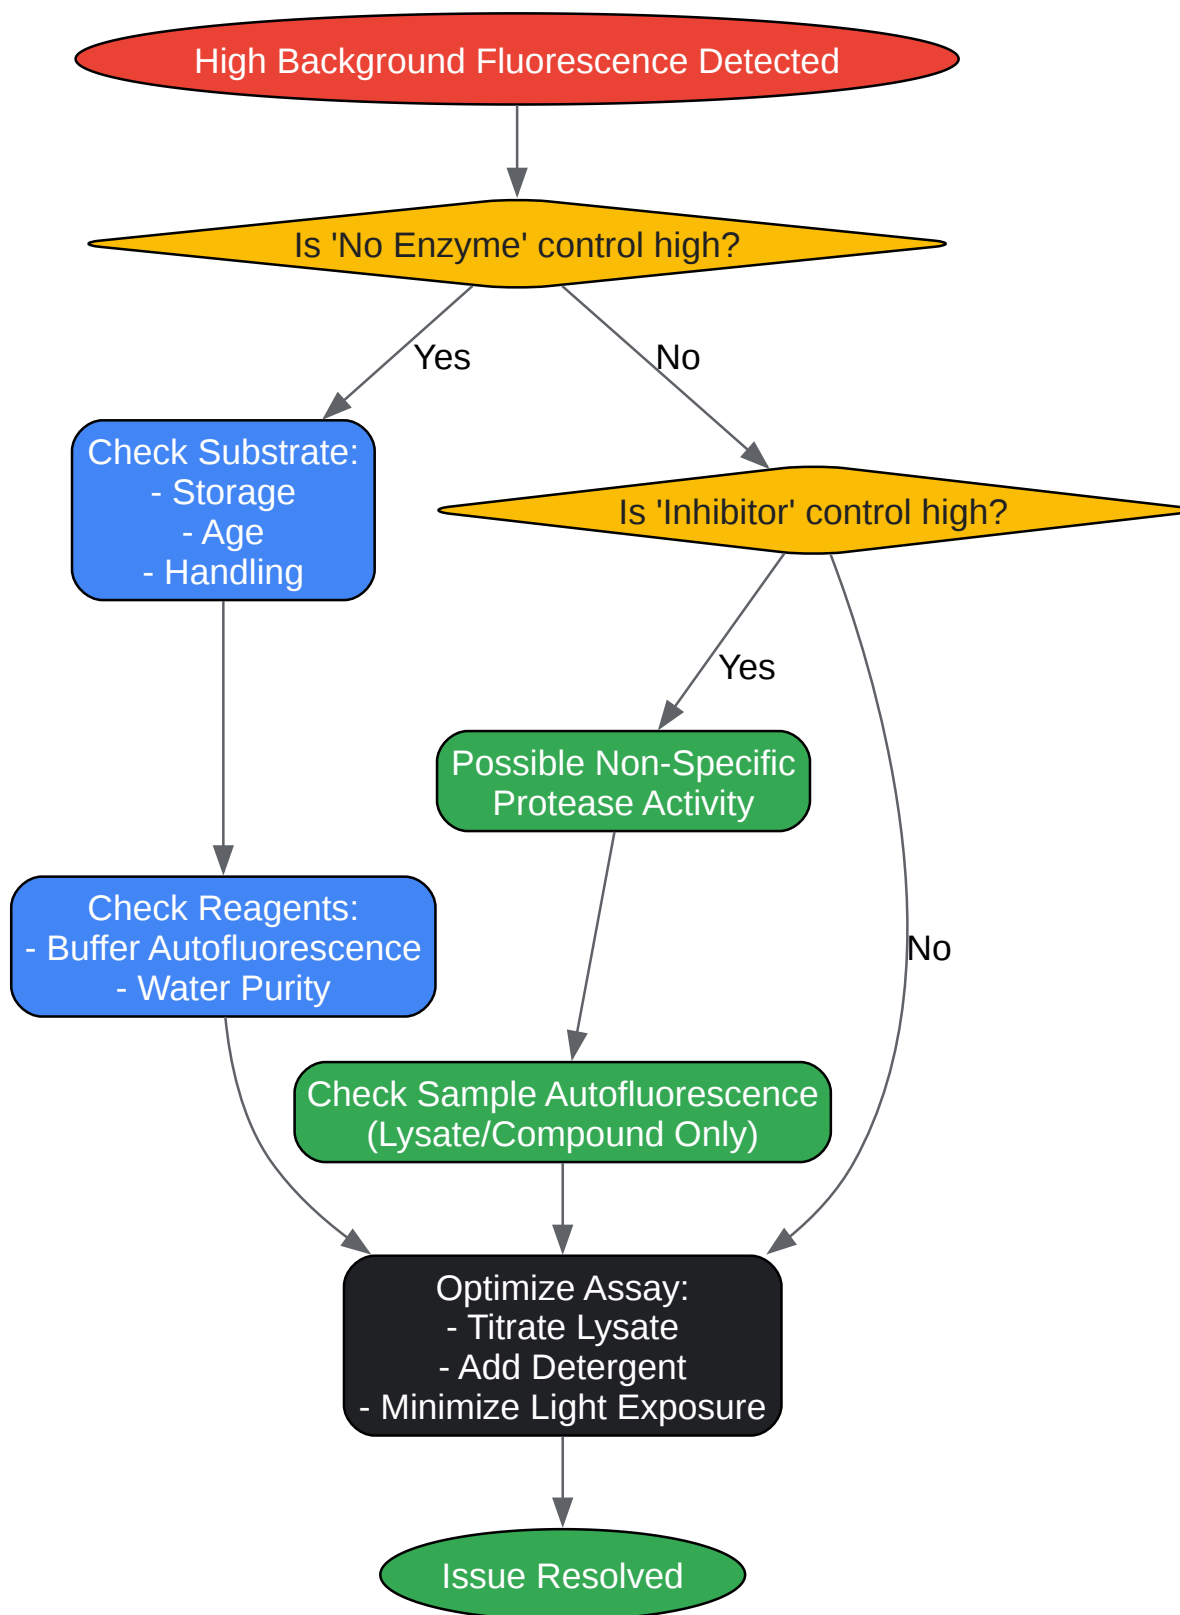 High Background Fluorescence Detected
Is 'No Enzyme' control high?
Yes
No
Check Substrate:
- Storage
- Age
- Handling
Is 'Inhibitor' control high?
Yes
Possible Non-Specific
Protease Activity
Check Reagents:
- Buffer Autofluorescence
- Water Purity
No
Check Sample Autofluorescence
(Lysate/Compound Only)
Optimize Assay:
- Titrate Lysate
- Add Detergent
- Minimize Light Exposure
Issue Resolved